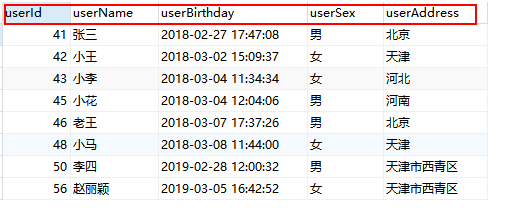 userId userName userBirthday userSex userAddress
41 张三 2018-02-27 17:47:08 男 北京
42 小王 2018-03-02 15:09:37 女 天津
43 小李 2018-03-04 11:34:34 女 河北
45 小花 2018-03-04 12:04:06 男 河南
46 老王 2018-03-07 17:37:26 男 北京
48 小马 2018-03-08 11:44:00 女 天津
50 李四 2019-02-28 12:00:32 男 天津市西青区
56 赵丽颖 2019-03-05 16:42:52 女 天津市西青区